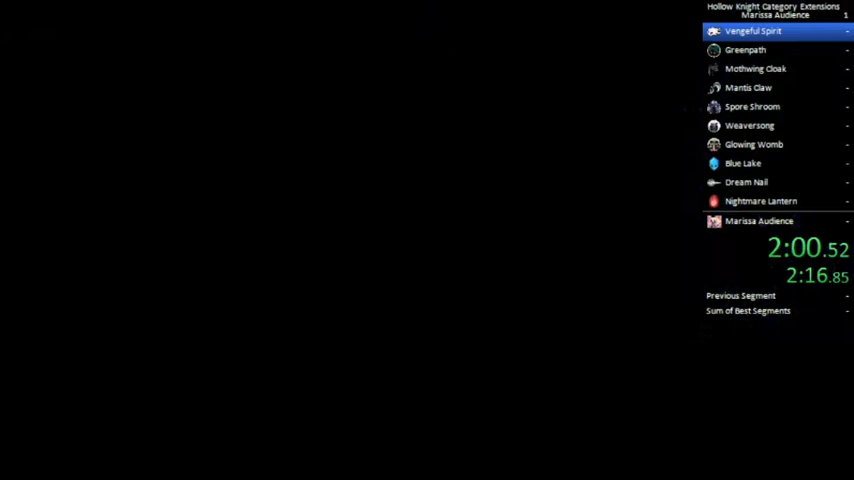 Hollow Knight Category Extensions
Marissa Audience 1
Vengeful Spirit -
Greenpath -
Mothwing Cloak -
Mantis Claw -
Spore Shroom -
Weaversong -
Glowing Womb -
Blue Lake -
Dream Nail -
Nightmare Lantern -
Marissa Audience -
2:00.52
2:16.85
Previous Segment -
Sum of Best Segments -